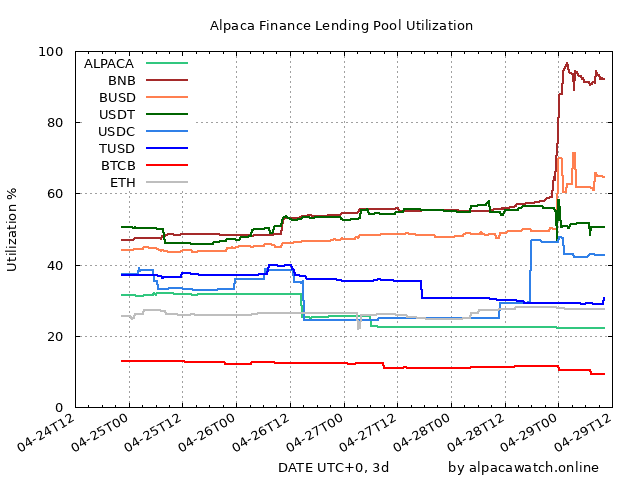 Alpaca Finance Lending Pool Utilization
100
80
60
40
20
0
Utilization %
ALPACA
BNB
BUSD
USDT
USDC
TUSD
BTCB
ETH
04-24T12
04-25T00
04-25T12
04-26T00
04-26T12
04-27T00
04-27T12
04-28T00
04-28T12
04-29T00
04-29T12
DATE UTC+0, 3d
by alpacawatch.online